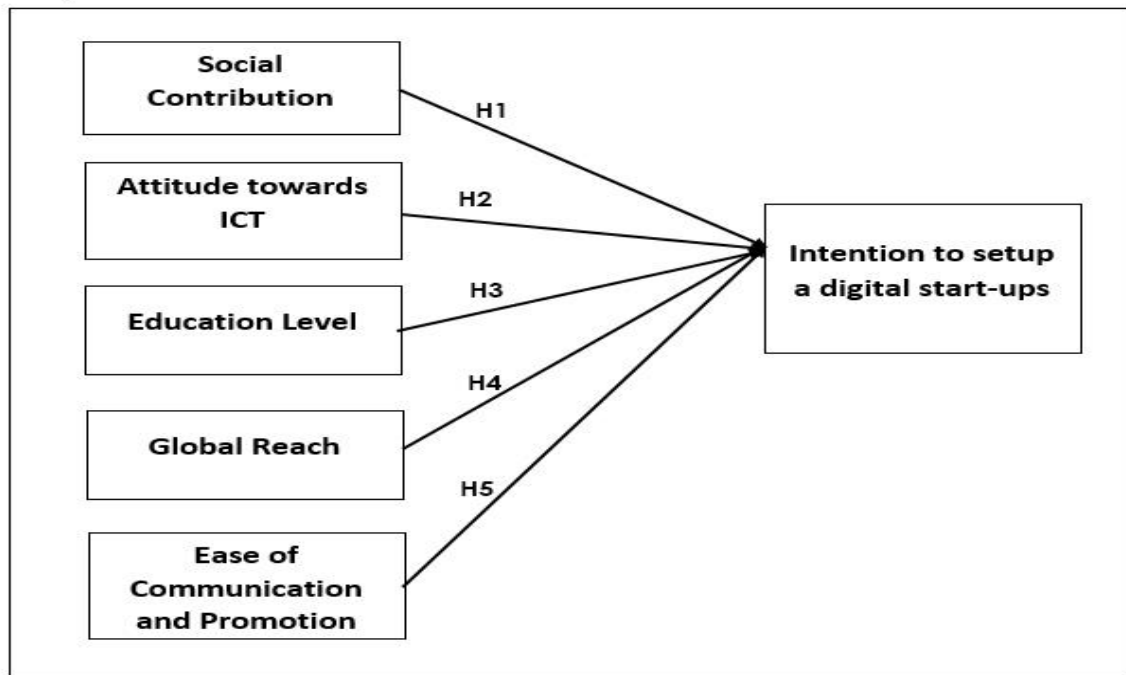 Social
Contribution
H1
Attitude towards
ICT
H2
Education Level
H3
Global Reach
H4
Ease of
Communication
and Promotion
H5
Intention to setup
a digital start-ups